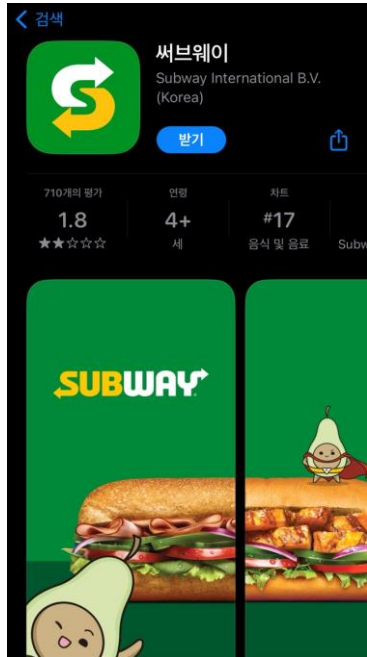 검색
써브웨이
Subway International B.V.
(Korea)
받기
710개의 평가
연령
차트
1.8
4+
#17
★★☆☆☆
세
음식 및 음료
Subw
SUBWAY